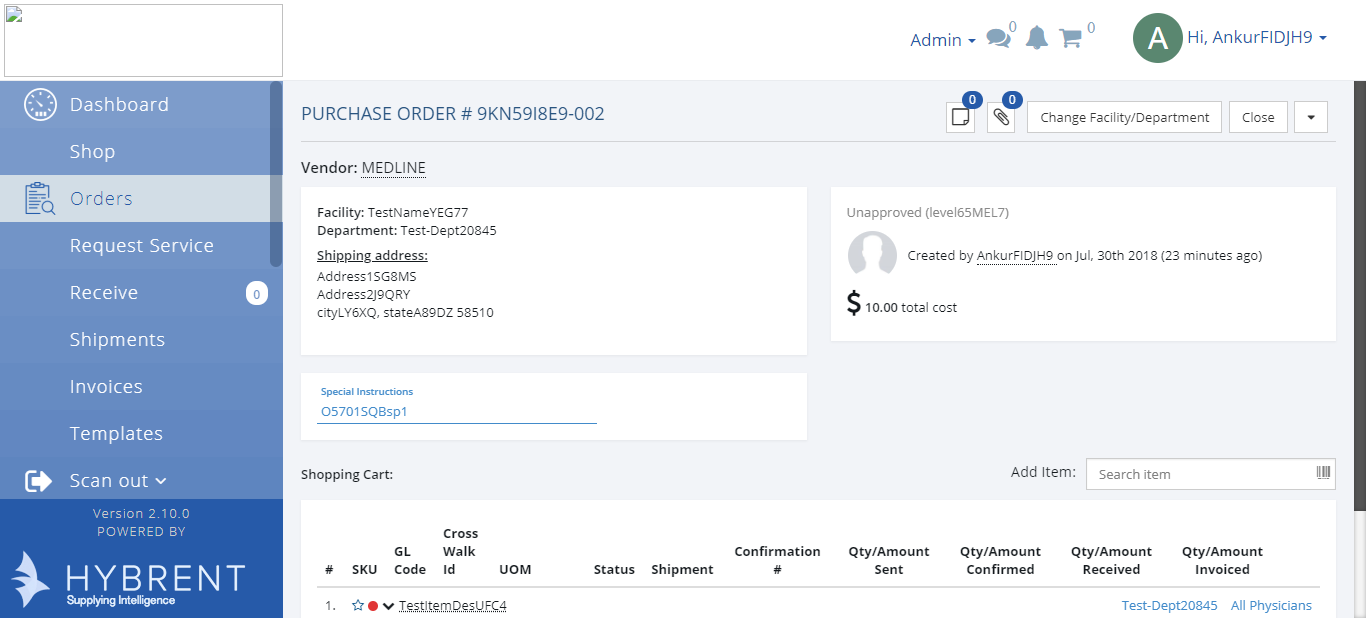 Admin
0
0
A
Hi, AnkurFIDJH9
Dashboard
Shop
Orders
Request Service
Receive
0
Shipments
Invoices
Templates
Scan out
Version 2.10.0
POWERED BY
HYBRENT
Supplying Intelligence
PURCHASE ORDER # 9KN59I8E9-002
0
0
Change Facility/Department
Close
Vendor: MEDLINE
Facility: TestNameYEG77
Department: Test-Dept20845
Shipping address:
Address1SG8MS
Address2J9QRY
cityLY6XQ, stateA89DZ 58510
Unapproved (level65MEL7)
Created by AnkurFIDJH9 on Jul, 30th 2018 (23 minutes ago)
$ 10.00 total cost
Special Instructions
O5701SQBsp1
Shopping Cart:
Add Item:
Search item
#
SKU
GL
Code
Cross
Walk
Id
UOM
Status
Shipment
Confirmation
#
Qty/Amount
Sent
Qty/Amount
Confirmed
Qty/Amount
Received
Qty/Amount
Invoiced
1.
TestItemDesUFC4
Test-Dept20845
All Physicians